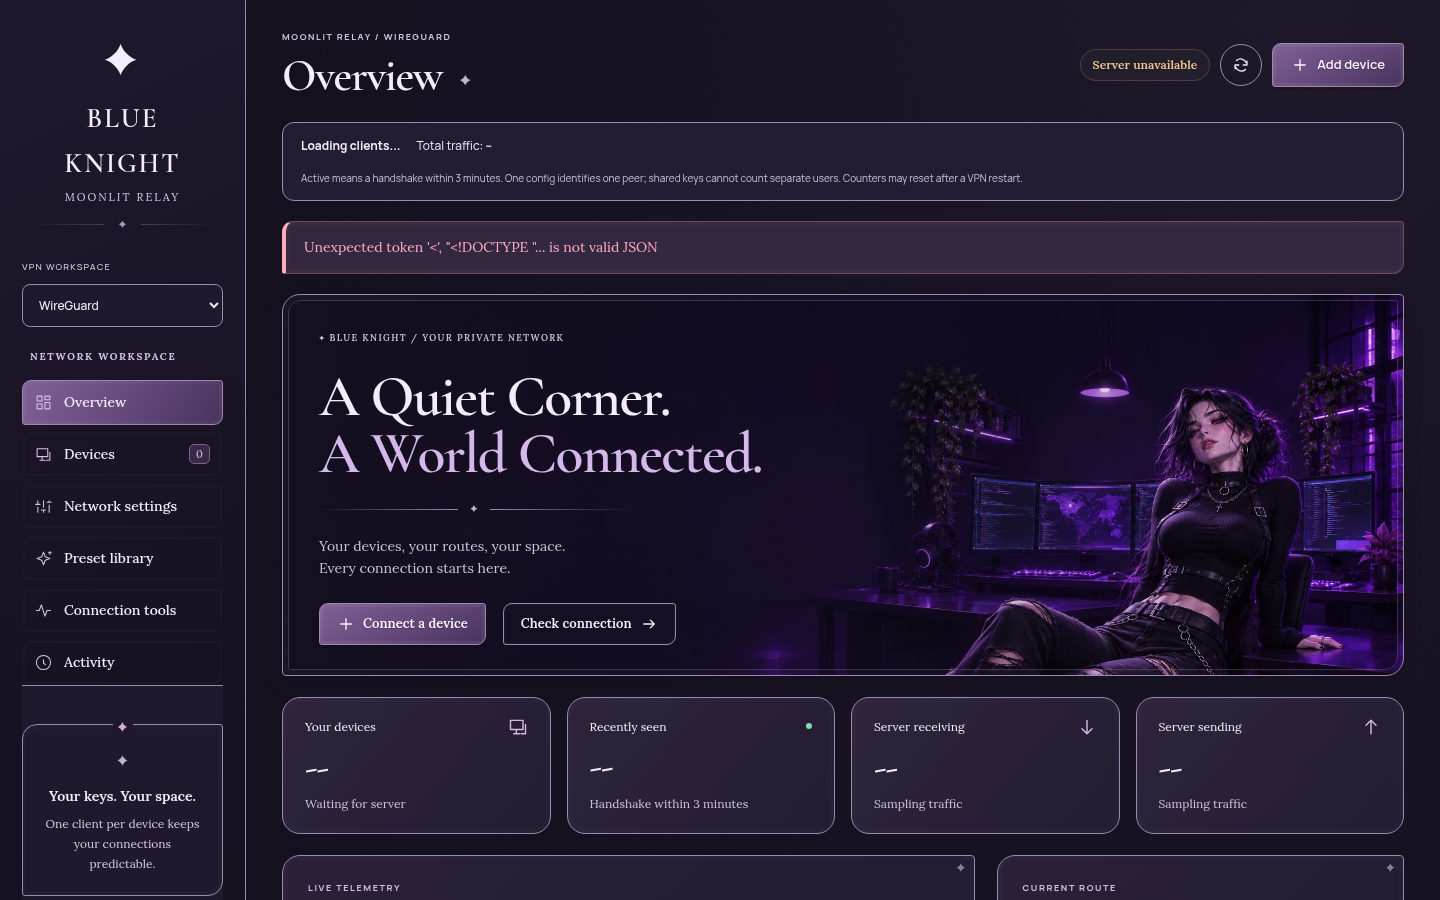 BLUE
KNIGHT
MOONLIT RELAY
VPN WORKSPACE
WireGuard
NETWORK WORKSPACE
Overview
Devices 0
Network settings
Preset library
Connection tools
Activity
Your keys. Your space.
One client per device keeps
your connections
predictable.
MOONLIT RELAY / WIREGUARD
Overview
Server unavailable
Add device
Loading clients... Total traffic: –
Active means a handshake within 3 minutes. One config identifies one peer; shared keys cannot count separate users. Counters may reset after a VPN restart.
Unexpected token '<', "<!DOCTYPE "... is not valid JSON
BLUE KNIGHT / YOUR PRIVATE NETWORK
A Quiet Corner.
A World Connected.
Your devices, your routes, your space.
Every connection starts here.
Connect a device
Check connection
Your devices
--
Waiting for server
Recently seen
--
Handshake within 3 minutes
Server receiving
--
Sampling traffic
Server sending
--
Sampling traffic
LIVE TELEMETRY
CURRENT ROUTE